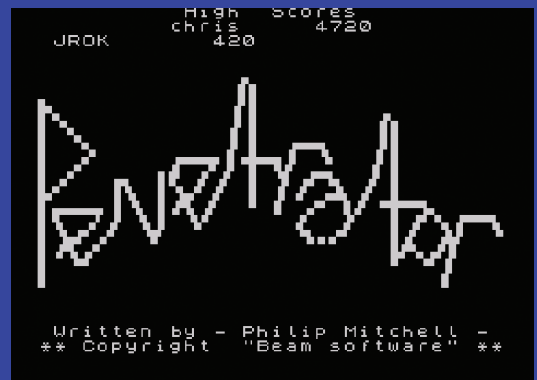 High Scores
chris 4720
JROK 420
Penetrator
Written by - Philip Mitchell -
** Copyright "Beam software" **